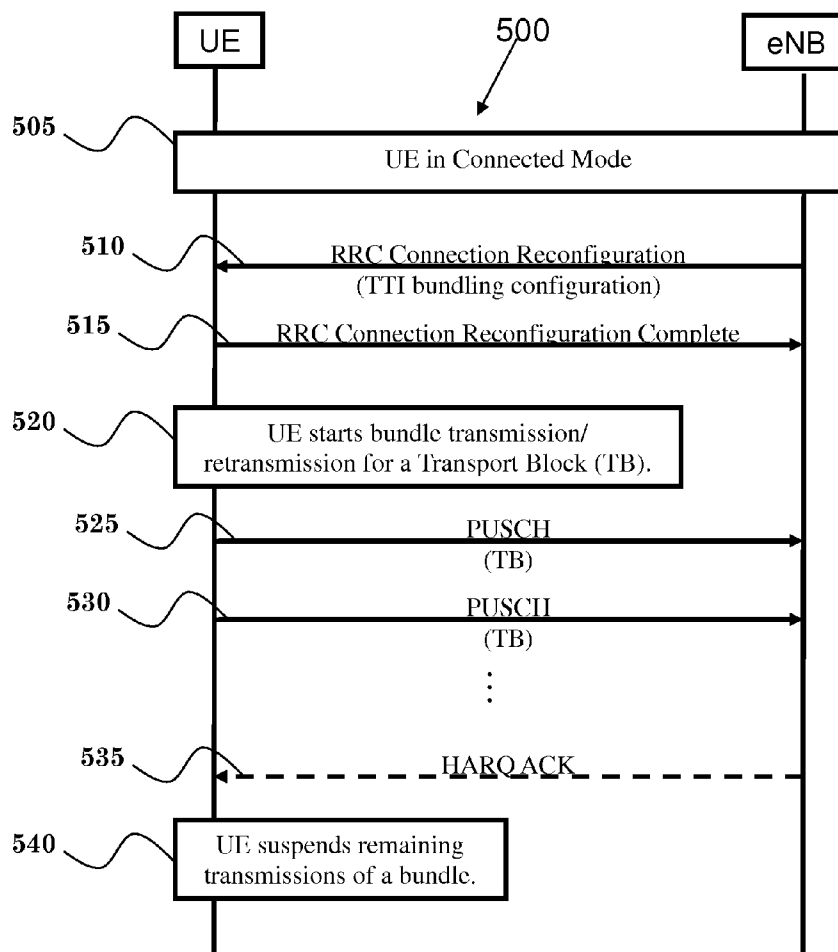 UE
500
eNB
505
UE in Connected Mode
510
RRC Connection Reconfiguration
(TTI bundling configuration)
515
RRC Connection Reconfiguration Complete
520
UE starts bundle transmission/
retransmission for a Transport Block (TB).
525
PUSCH
(TB)
530
PUSCH
(TB)
535
HARQ ACK
540
UE suspends remaining
transmissions of a bundle.